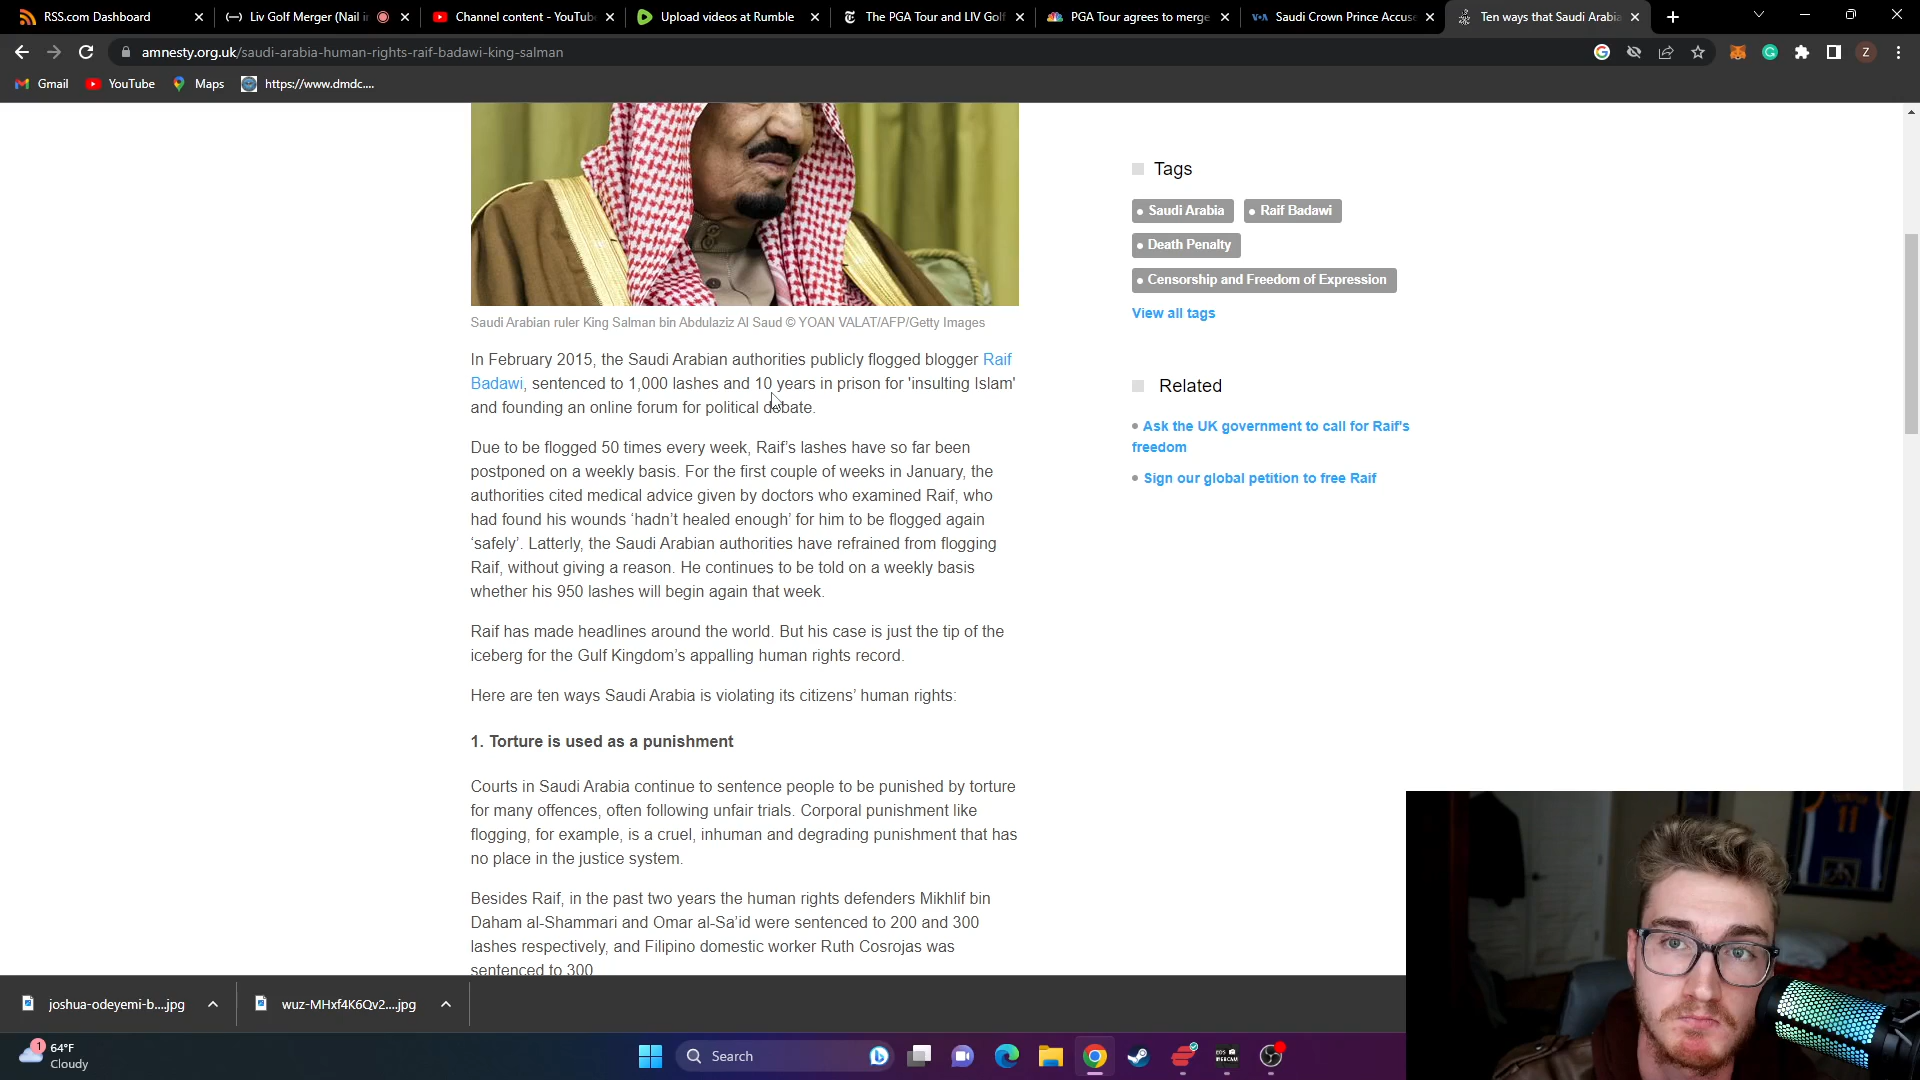 RSS.com Dashboard
Liv Golf Merger (Nail i
Channel content - YouTub
Upload videos at Rumble
The PGA Tour and LIV Golf
PGA Tour agrees to merge
Saudi Crown Prince Accuse
Ten ways that Saudi Arabia
amnesty.org.uk/saudi-arabia-human-rights-raif-badawi-king-salman
Z
Gmail
YouTube
Maps
https://www.dmdc....
Saudi Arabian ruler King Salman bin Abdulaziz Al Saud © YOAN VALAT/AFP/Getty Images
In February 2015, the Saudi Arabian authorities publicly flogged blogger Raif
Badawi, sentenced to 1,000 lashes and 10 years in prison for 'insulting Islam'
and founding an online forum for political debate.
Due to be flogged 50 times every week, Raif’s lashes have so far been
postponed on a weekly basis. For the first couple of weeks in January, the
authorities cited medical advice given by doctors who examined Raif, who
had found his wounds ‘hadn’t healed enough’ for him to be flogged again
‘safely’. Latterly, the Saudi Arabian authorities have refrained from flogging
Raif, without giving a reason. He continues to be told on a weekly basis
whether his 950 lashes will begin again that week.
Raif has made headlines around the world. But his case is just the tip of the
iceberg for the Gulf Kingdom’s appalling human rights record.
Here are ten ways Saudi Arabia is violating its citizens’ human rights:
1. Torture is used as a punishment
Courts in Saudi Arabia continue to sentence people to be punished by torture
for many offences, often following unfair trials. Corporal punishment like
flogging, for example, is a cruel, inhuman and degrading punishment that has
no place in the justice system.
Besides Raif, in the past two years the human rights defenders Mikhlif bin
Daham al-Shammari and Omar al-Sa’id were sentenced to 200 and 300
lashes respectively, and Filipino domestic worker Ruth Cosrojas was
sentenced to 300
Tags
• Saudi Arabia
• Raif Badawi
• Death Penalty
• Censorship and Freedom of Expression
View all tags
Related
• Ask the UK government to call for Raif's
freedom
• Sign our global petition to free Raif
11
joshua-odeyemi-b....jpg
wuz-MHxf4K6Qv2....jpg
1
64°F
Cloudy
Search
EOS
WEBCAM